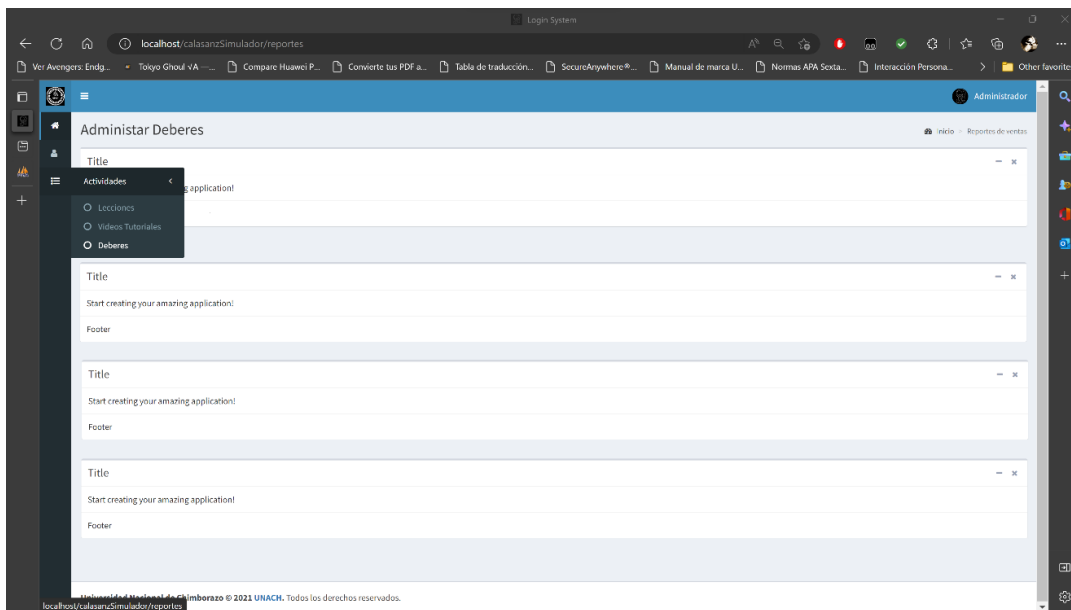 Login System
localhost/calasanzSimulador/reportes
Ver Avengers: Endg... Tokyo Ghoul √A —... Compare Huawei P... Convierte tus PDF a... Tabla de traducción... SecureAnywhere®... Manual de marca U... Normas APA Sexta... Interacción Persona... Other favorite
Administrador
Administar Deberes
Inicio > Reportes de ventas
Title
Actividades
g application!
Lecciones
Videos Tutoriales
Deberes
Title
Start creating your amazing application!
Footer
Title
Start creating your amazing application!
Footer
Title
Start creating your amazing application!
Footer
Universidad Nacional de Chimborazo © 2021 UNACH. Todos los derechos reservados.
localhost/calasanzSimulador/reportes